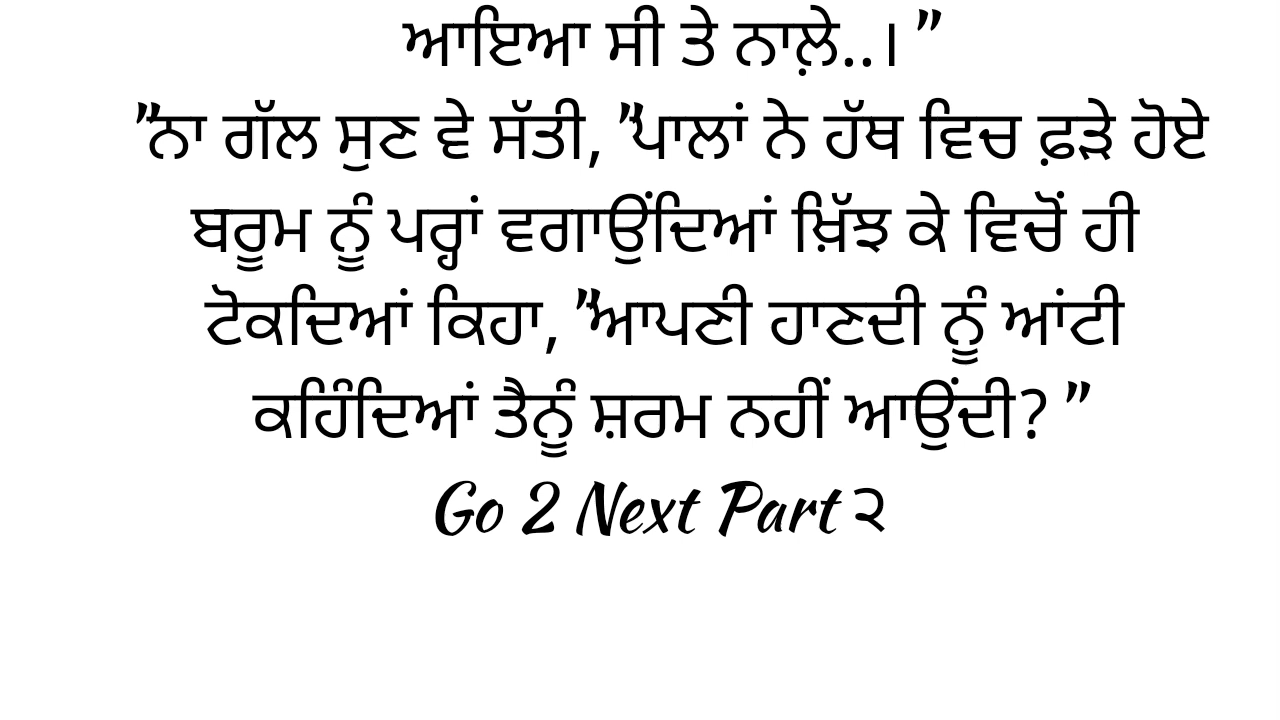 ਆਇਆ ਸੀ ਤੇ ਨਾਲ਼ੇ..। ”
”ਨਾ ਗੱਲ ਸੁਣ ਵੇ ਸੱਤੀ, ”ਪਾਲਾਂ ਨੇ ਹੱਥ ਵਿਚ ਫ਼ੜੇ ਹੋਏ
ਬਰੂਮ ਨੂੰ ਪਰ੍ਹਾਂ ਵਗਾਉਂਦਿਆਂ ਖ਼ਿੱਝ ਕੇ ਵਿਚੋਂ ਹੀ
ਟੋਕਦਿਆਂ ਕਿਹਾ, ”ਆਪਣੀ ਹਾਣਦੀ ਨੂੰ ਆਂਟੀ
ਕਹਿੰਦਿਆਂ ਤੈਨੂੰ ਸ਼ਰਮ ਨਹੀਂ ਆਉਂਦੀ? ”
Go 2 Next Part ੨